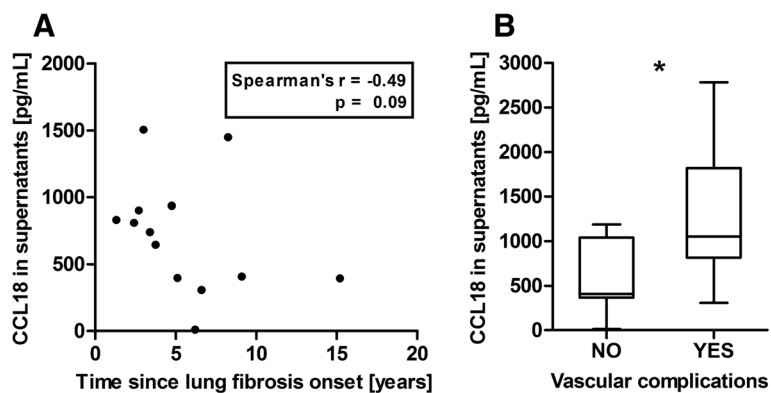 A
CCL18 in supernatants [pg/mL]
2000
1500
1000
500
0
Spearman's r = -0.49
p = 0.09
0 5 10 15 20
Time since lung fibrosis onset [years]
B
CCL18 in supernatants [pg/mL]
3000
2500
2000
1500
1000
500
0
*
NO YES
Vascular complications